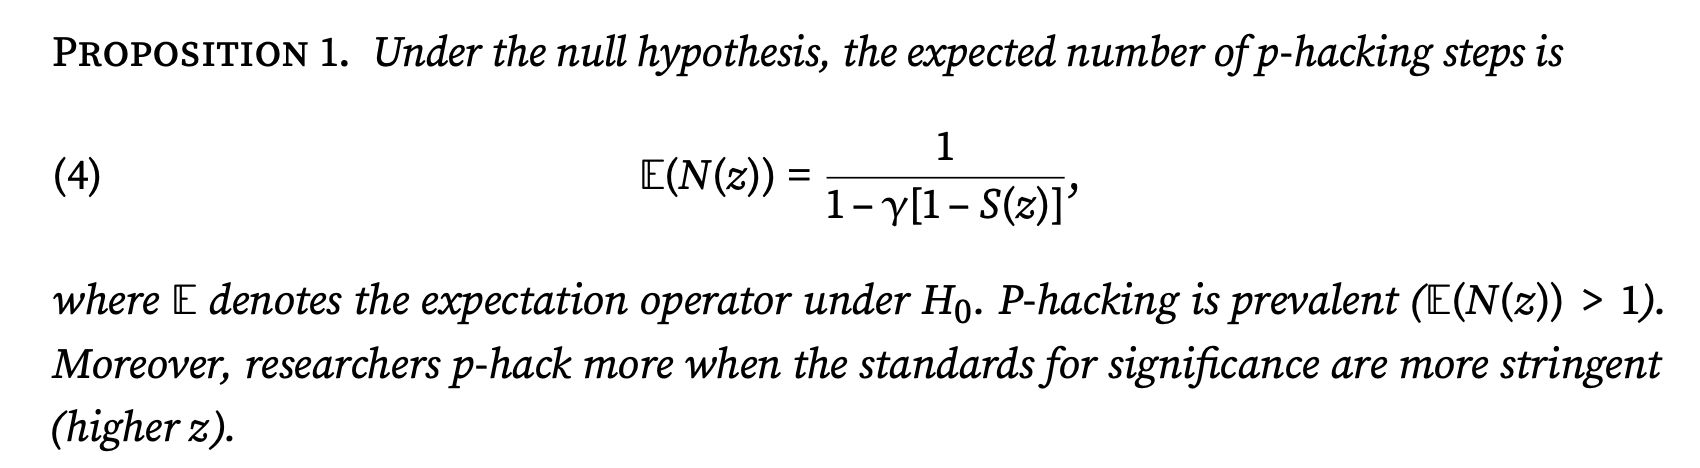 PROPOSITION 1. Under the null hypothesis, the expected number of p-hacking steps is
(4) 𝔼(N(z)) = 1 / (1 – γ[1 – S(z)]),
where 𝔼 denotes the expectation operator under H₀. P-hacking is prevalent (𝔼(N(z)) > 1).
Moreover, researchers p-hack more when the standards for significance are more stringent
(higher z).